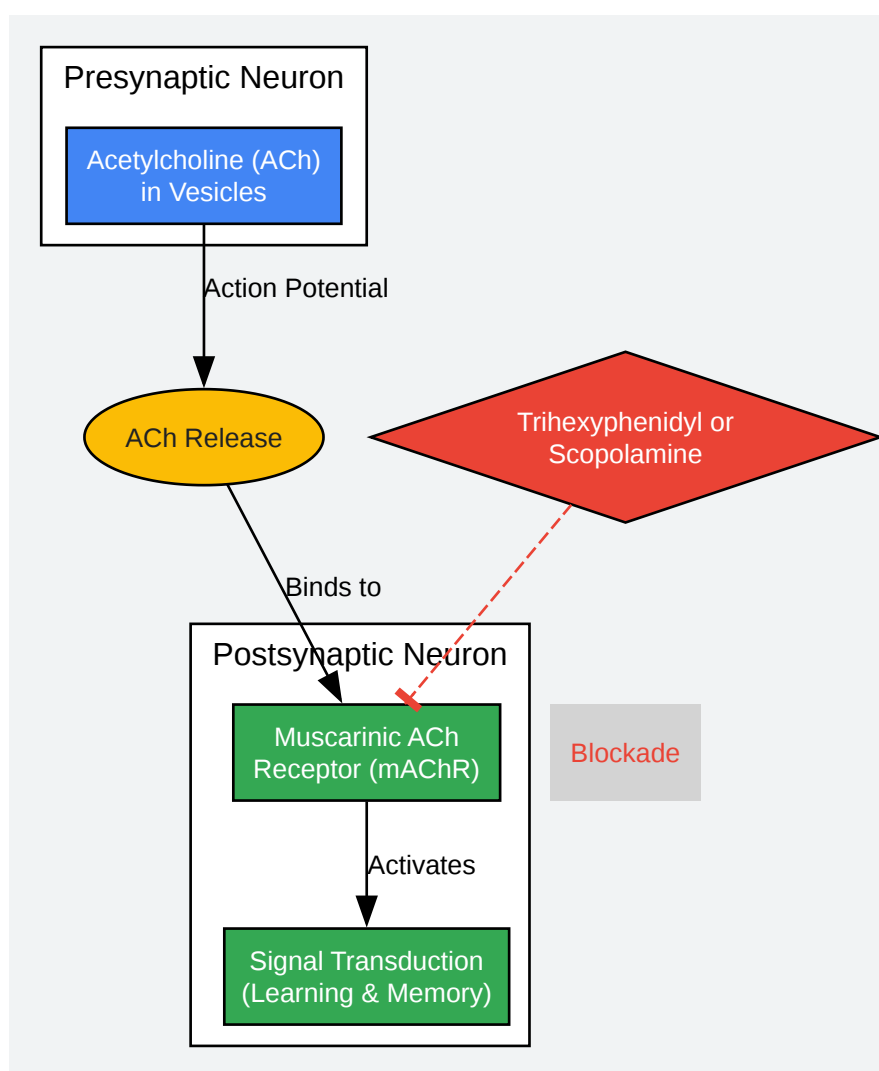 Presynaptic Neuron
Acetylcholine (ACh)
in Vesicles
Action Potential
ACh Release
Trihexyphenidyl or
Scopolamine
Binds to
Postsynaptic Neuron
Muscarinic ACh
Receptor (mAChR)
Blockade
Activates
Signal Transduction
(Learning & Memory)